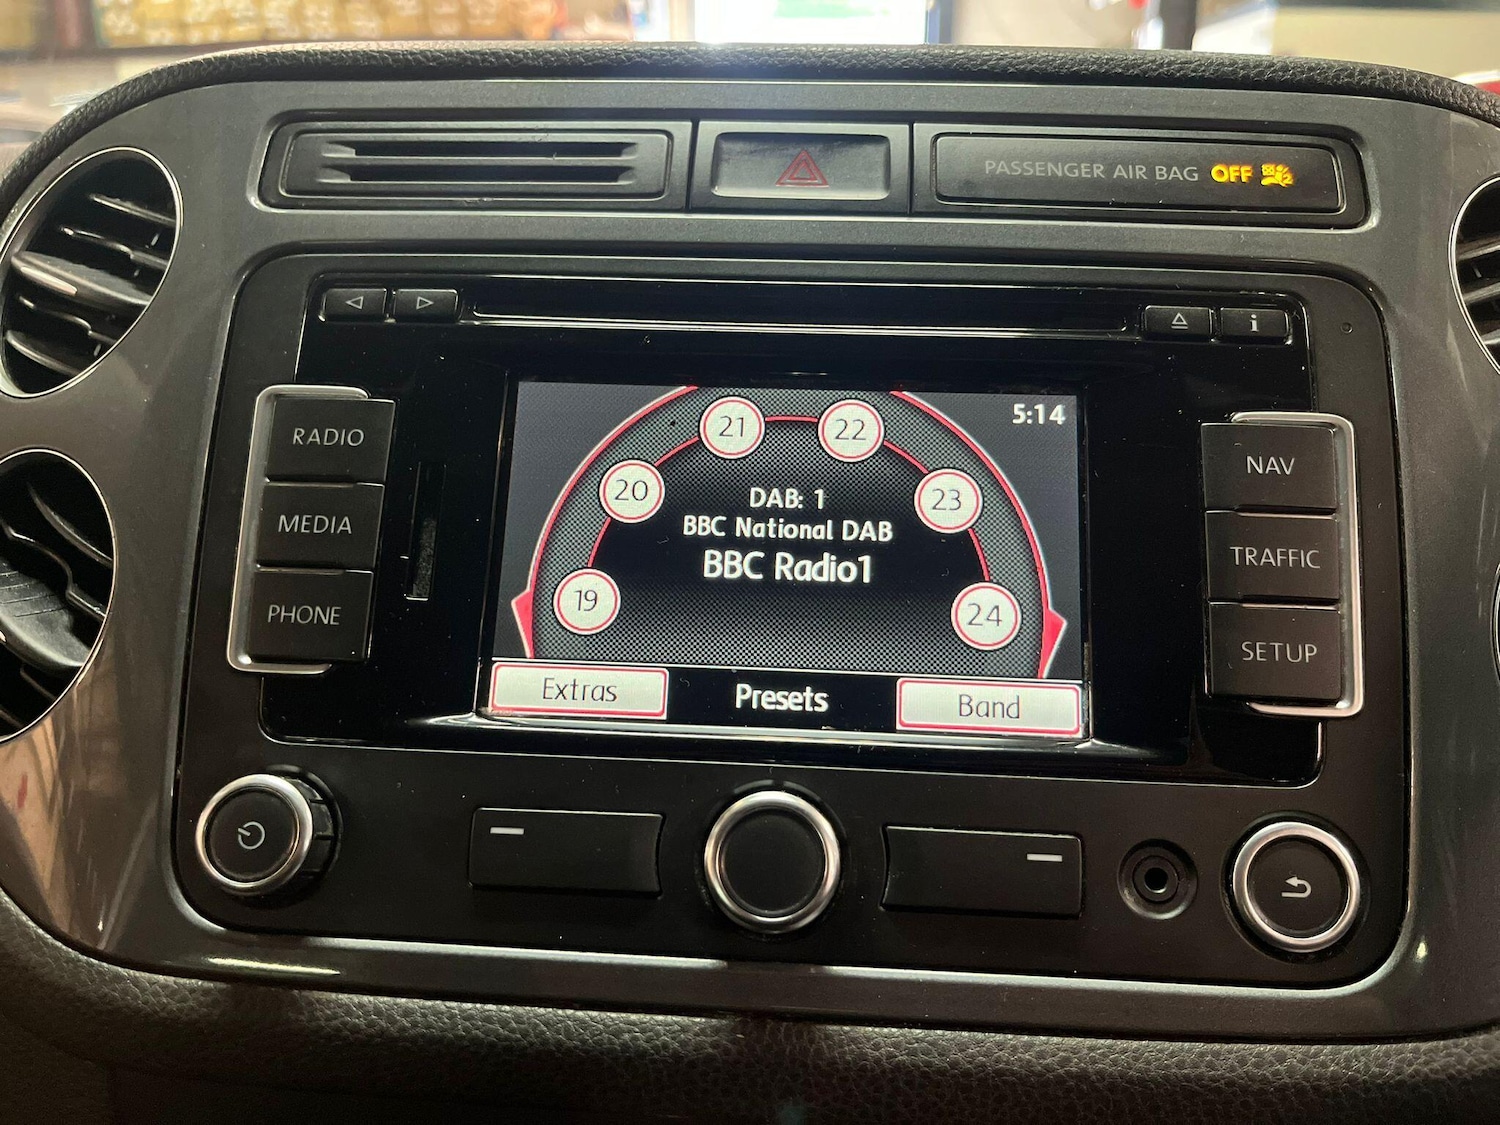 PASSENGER AIR BAG OFF
i
RADIO
MEDIA
PHONE
5:14
21
22
20
23
19
24
DAB: 1
BBC National DAB
BBC Radio1
Extras
Presets
Band
NAV
TRAFFIC
SETUP